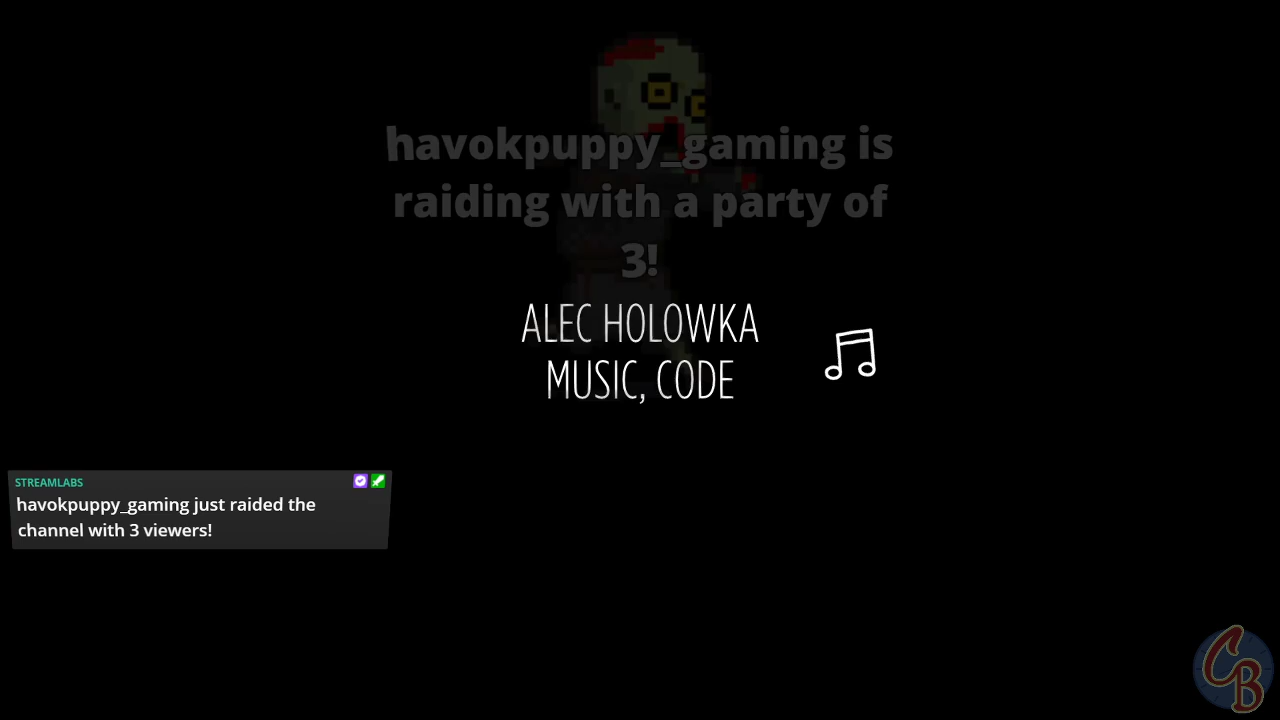 havokpuppy_gaming is
raiding with a party of
3!
ALEC HOLOWKA
MUSIC, CODE
STREAMLABS
havokpuppy_gaming just raided the
channel with 3 viewers!
CB